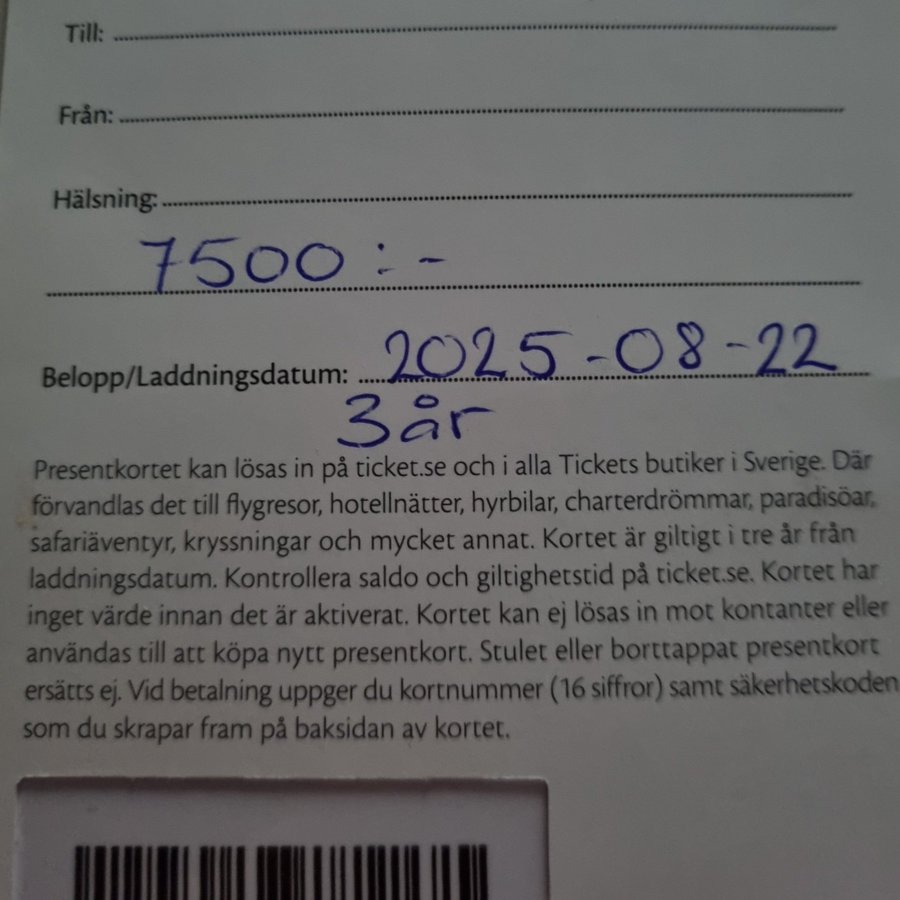 Till:
Från:
Hälsning:
7500:-
Belopp/Laddningsdatum: 2025-08-22
3 år
Presentkortet kan lösas in på ticket.se och i alla Tickets butiker i Sverige. Där
förvandlas det till flygresor, hotellnätter, hyrbilar, charterdrömmar, paradisöar,
safariäventyr, kryssningar och mycket annat. Kortet är giltigt i tre år från
laddningsdatum. Kontrollera saldo och giltighetstid på ticket.se. Kortet har
inget värde innan det är aktiverat. Kortet kan ej lösas in mot kontanter eller
användas till att köpa nytt presentkort. Stulet eller borttappat presentkort
ersätts ej. Vid betalning uppger du kortnummer (16 siffror) samt säkerhetskoden
som du skrapar fram på baksidan av kortet.